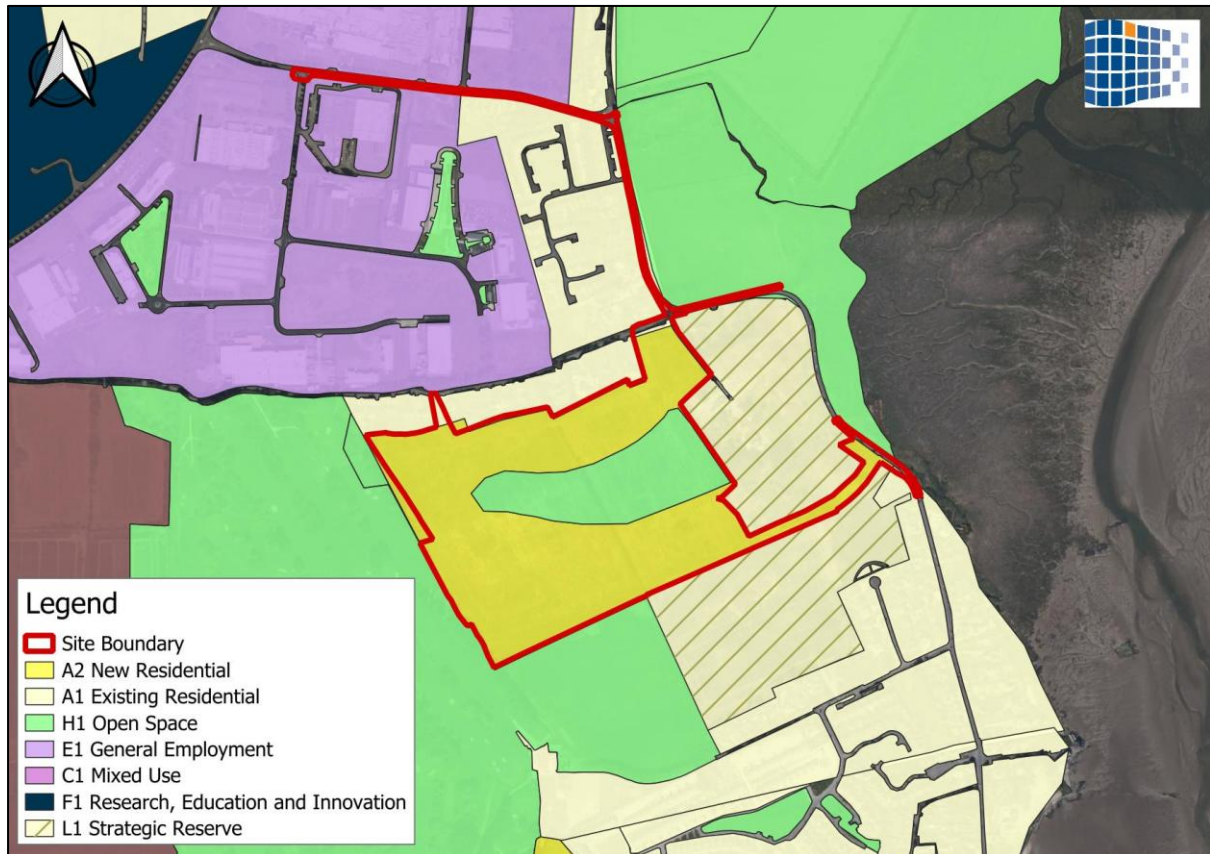 Legend
Site Boundary
A2 New Residential
A1 Existing Residential
H1 Open Space
E1 General Employment
C1 Mixed Use
F1 Research, Education and Innovation
L1 Strategic Reserve